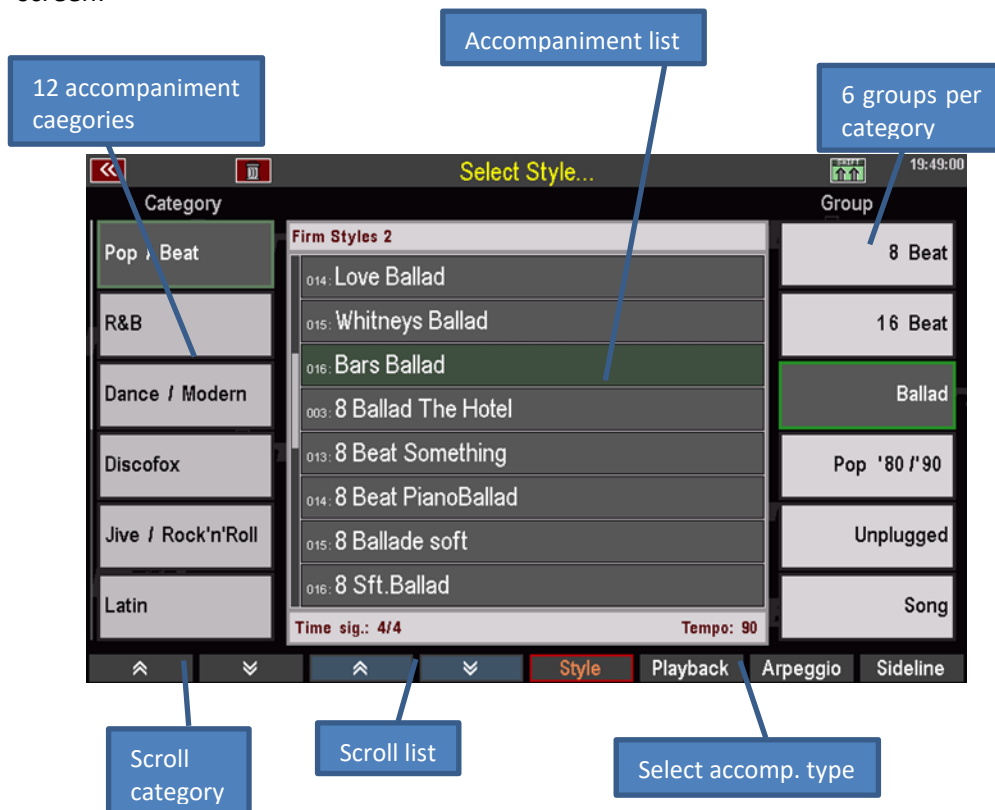 screen.
Accompaniment list
12 accompaniment
caegories
6 groups per
category
Select Style...
19:49:00
Category
Group
Pop / Beat
R&B
Dance / Modern
Discofox
Jive / Rock'n'Roll
Latin
Firm Styles 2
014: Love Ballad
015: Whitneys Ballad
016: Bars Ballad
003: 8 Ballad The Hotel
013: 8 Beat Something
014: 8 Beat PianoBallad
015: 8 Ballade soft
016: 8 Sft.Ballad
Time sig.: 4/4 Tempo: 90
8 Beat
16 Beat
Ballad
Pop '80 /'90
Unplugged
Song
Style Playback Arpeggio Sideline
Scroll
category
Scroll list
Select accomp. type